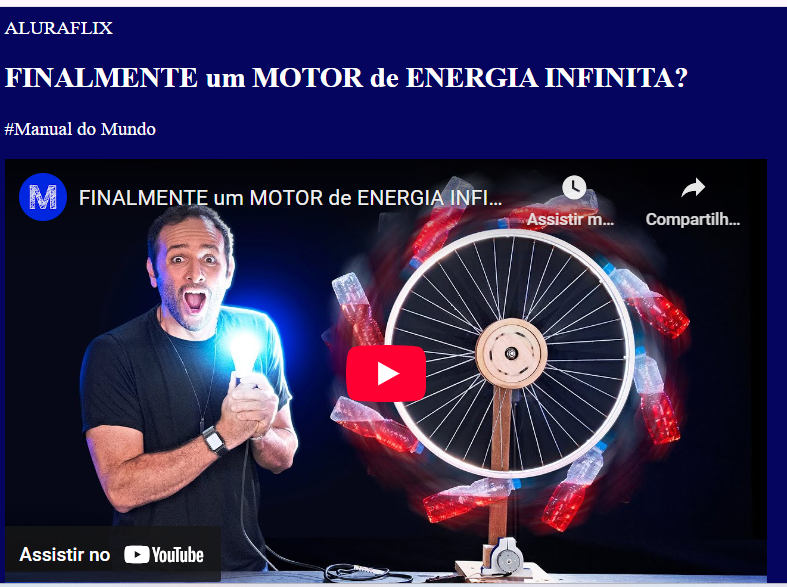 ALURAFLIX
FINALMENTE um MOTOR de ENERGIA INFINITA?
#Manual do Mundo
M FINALMENTE um MOTOR de ENERGIA INFI...
Assistir m...
Compartilh...
Assistir no YouTube